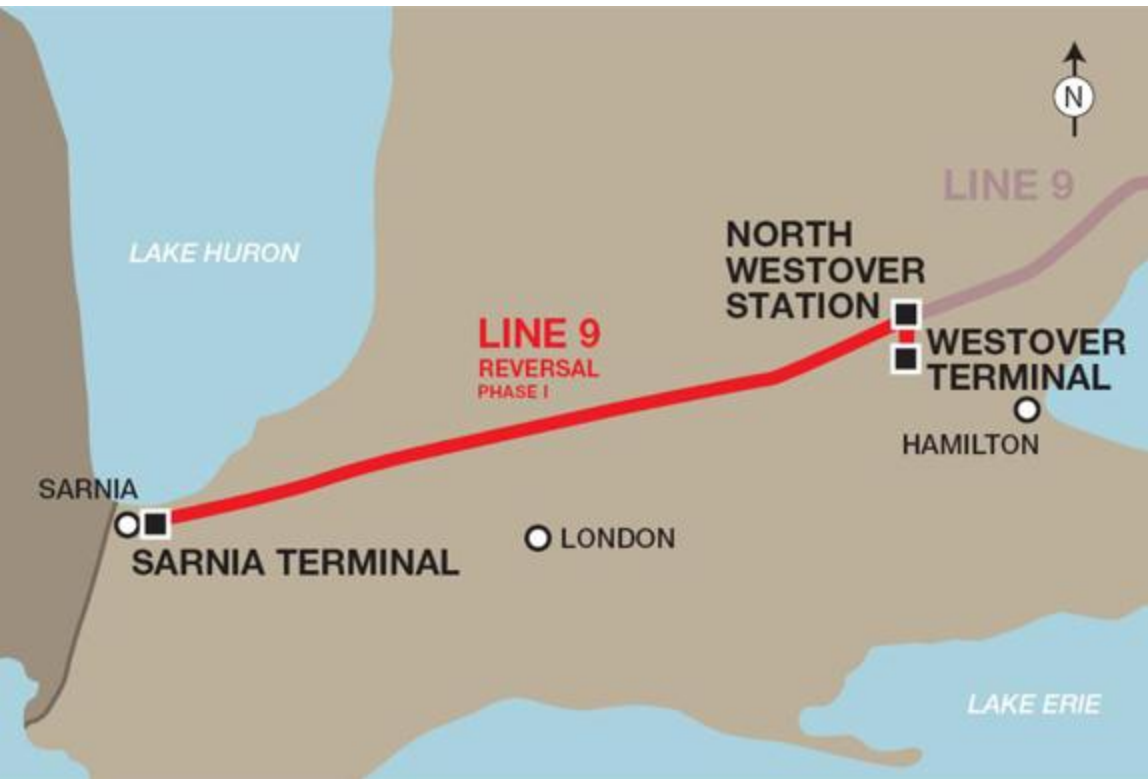 N
LINE 9
NORTH
WESTOVER
STATION
LAKE HURON
LINE 9
REVERSAL
PHASE I
WESTOVER
TERMINAL
HAMILTON
SARNIA
SARNIA TERMINAL
LONDON
LAKE ERIE